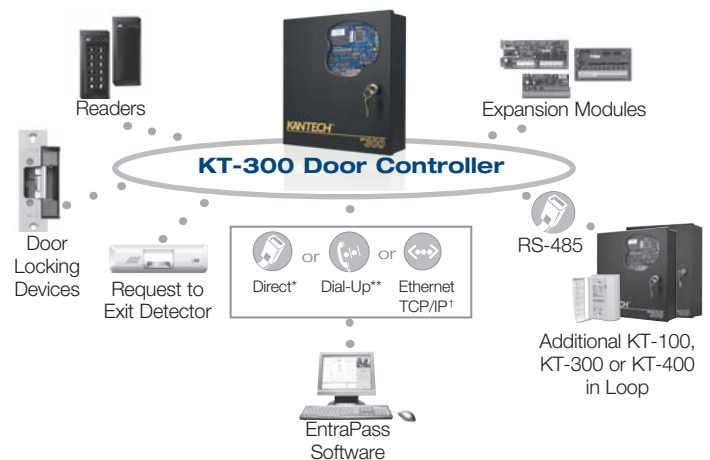 Readers
KANTECH
300
Expansion Modules
KT-300 Door Controller
Door
Locking
Devices
Request to
Exit Detector
or
or
Direct*
Dial-Up**
Ethernet
TCP/IP†
RS-485
Additional KT-100,
KT-300 or KT-400
in Loop
EntraPass
Software